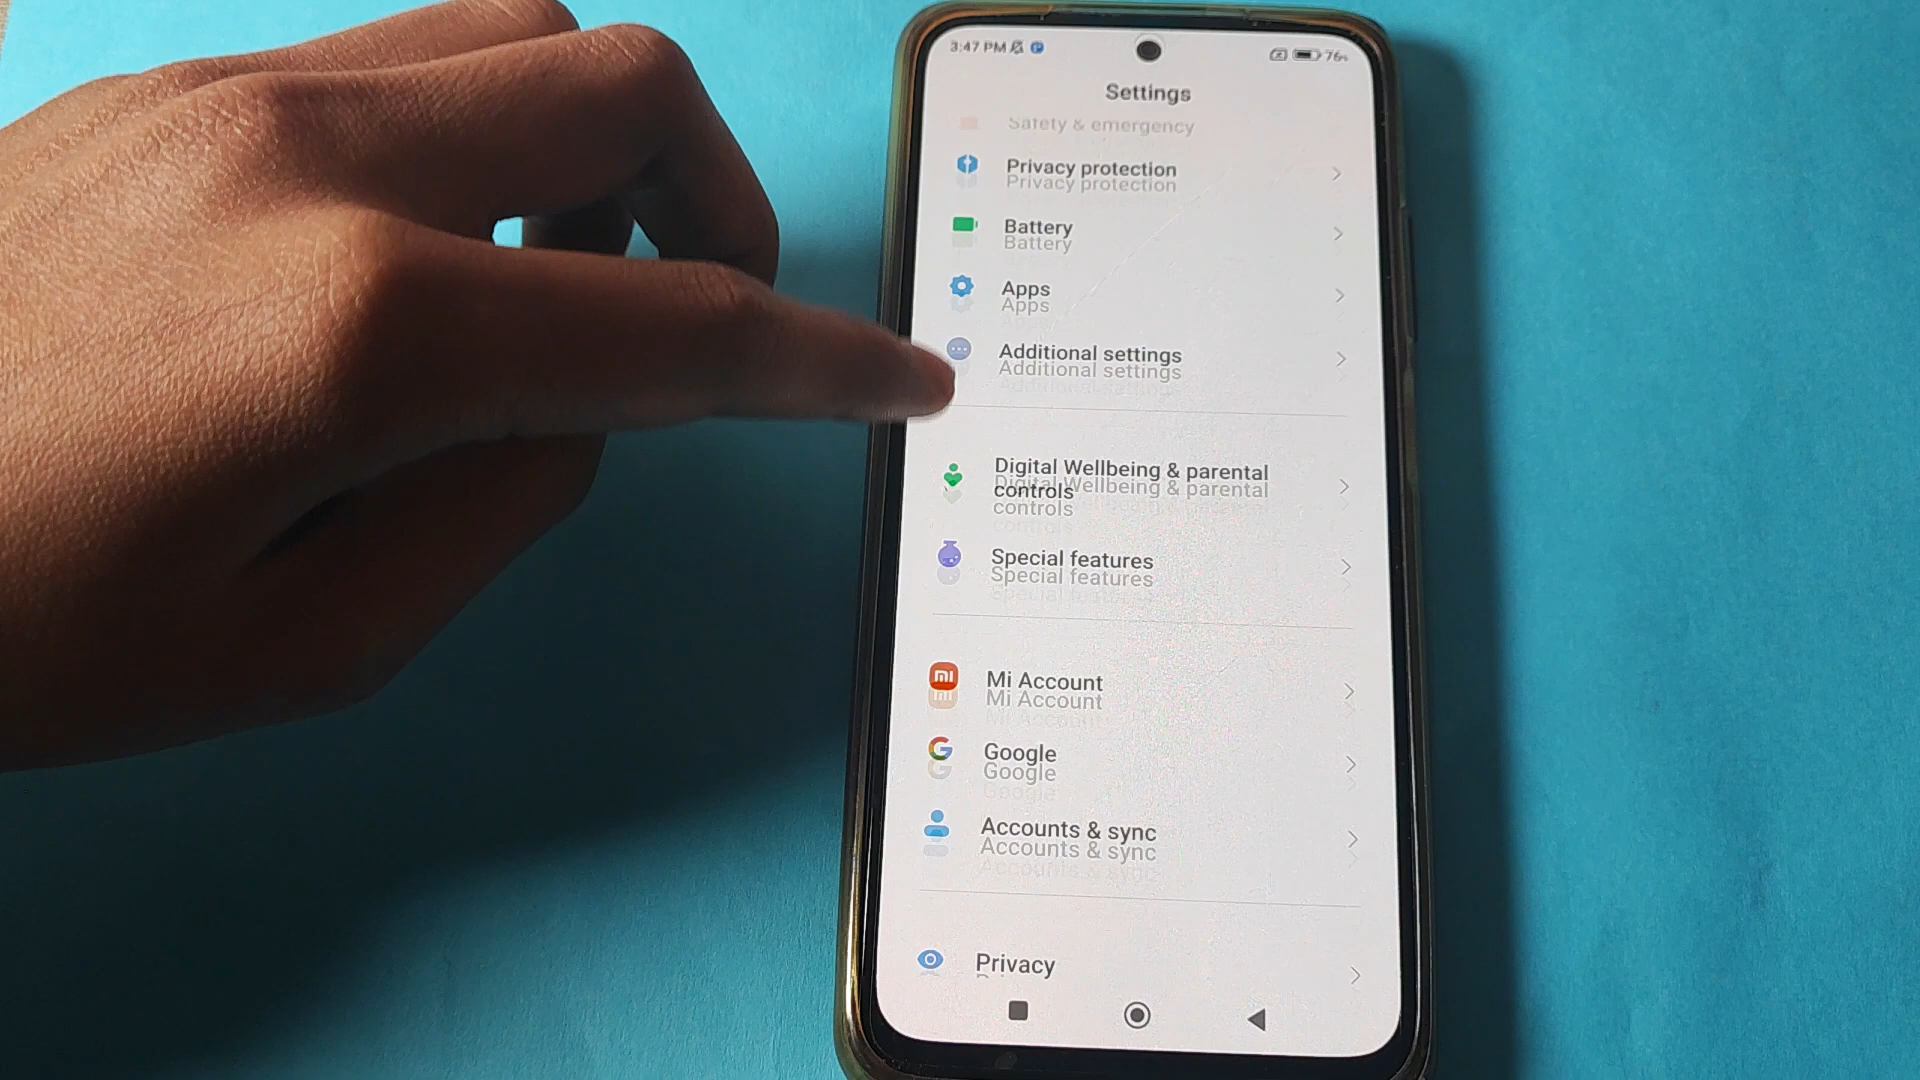 3:47 PM
76%
Settings
Safety & emergency
Privacy protection
Battery
Apps
Additional settings
Digital Wellbeing & parental
controls
Special features
Mi Account
Google
Accounts & sync
Privacy